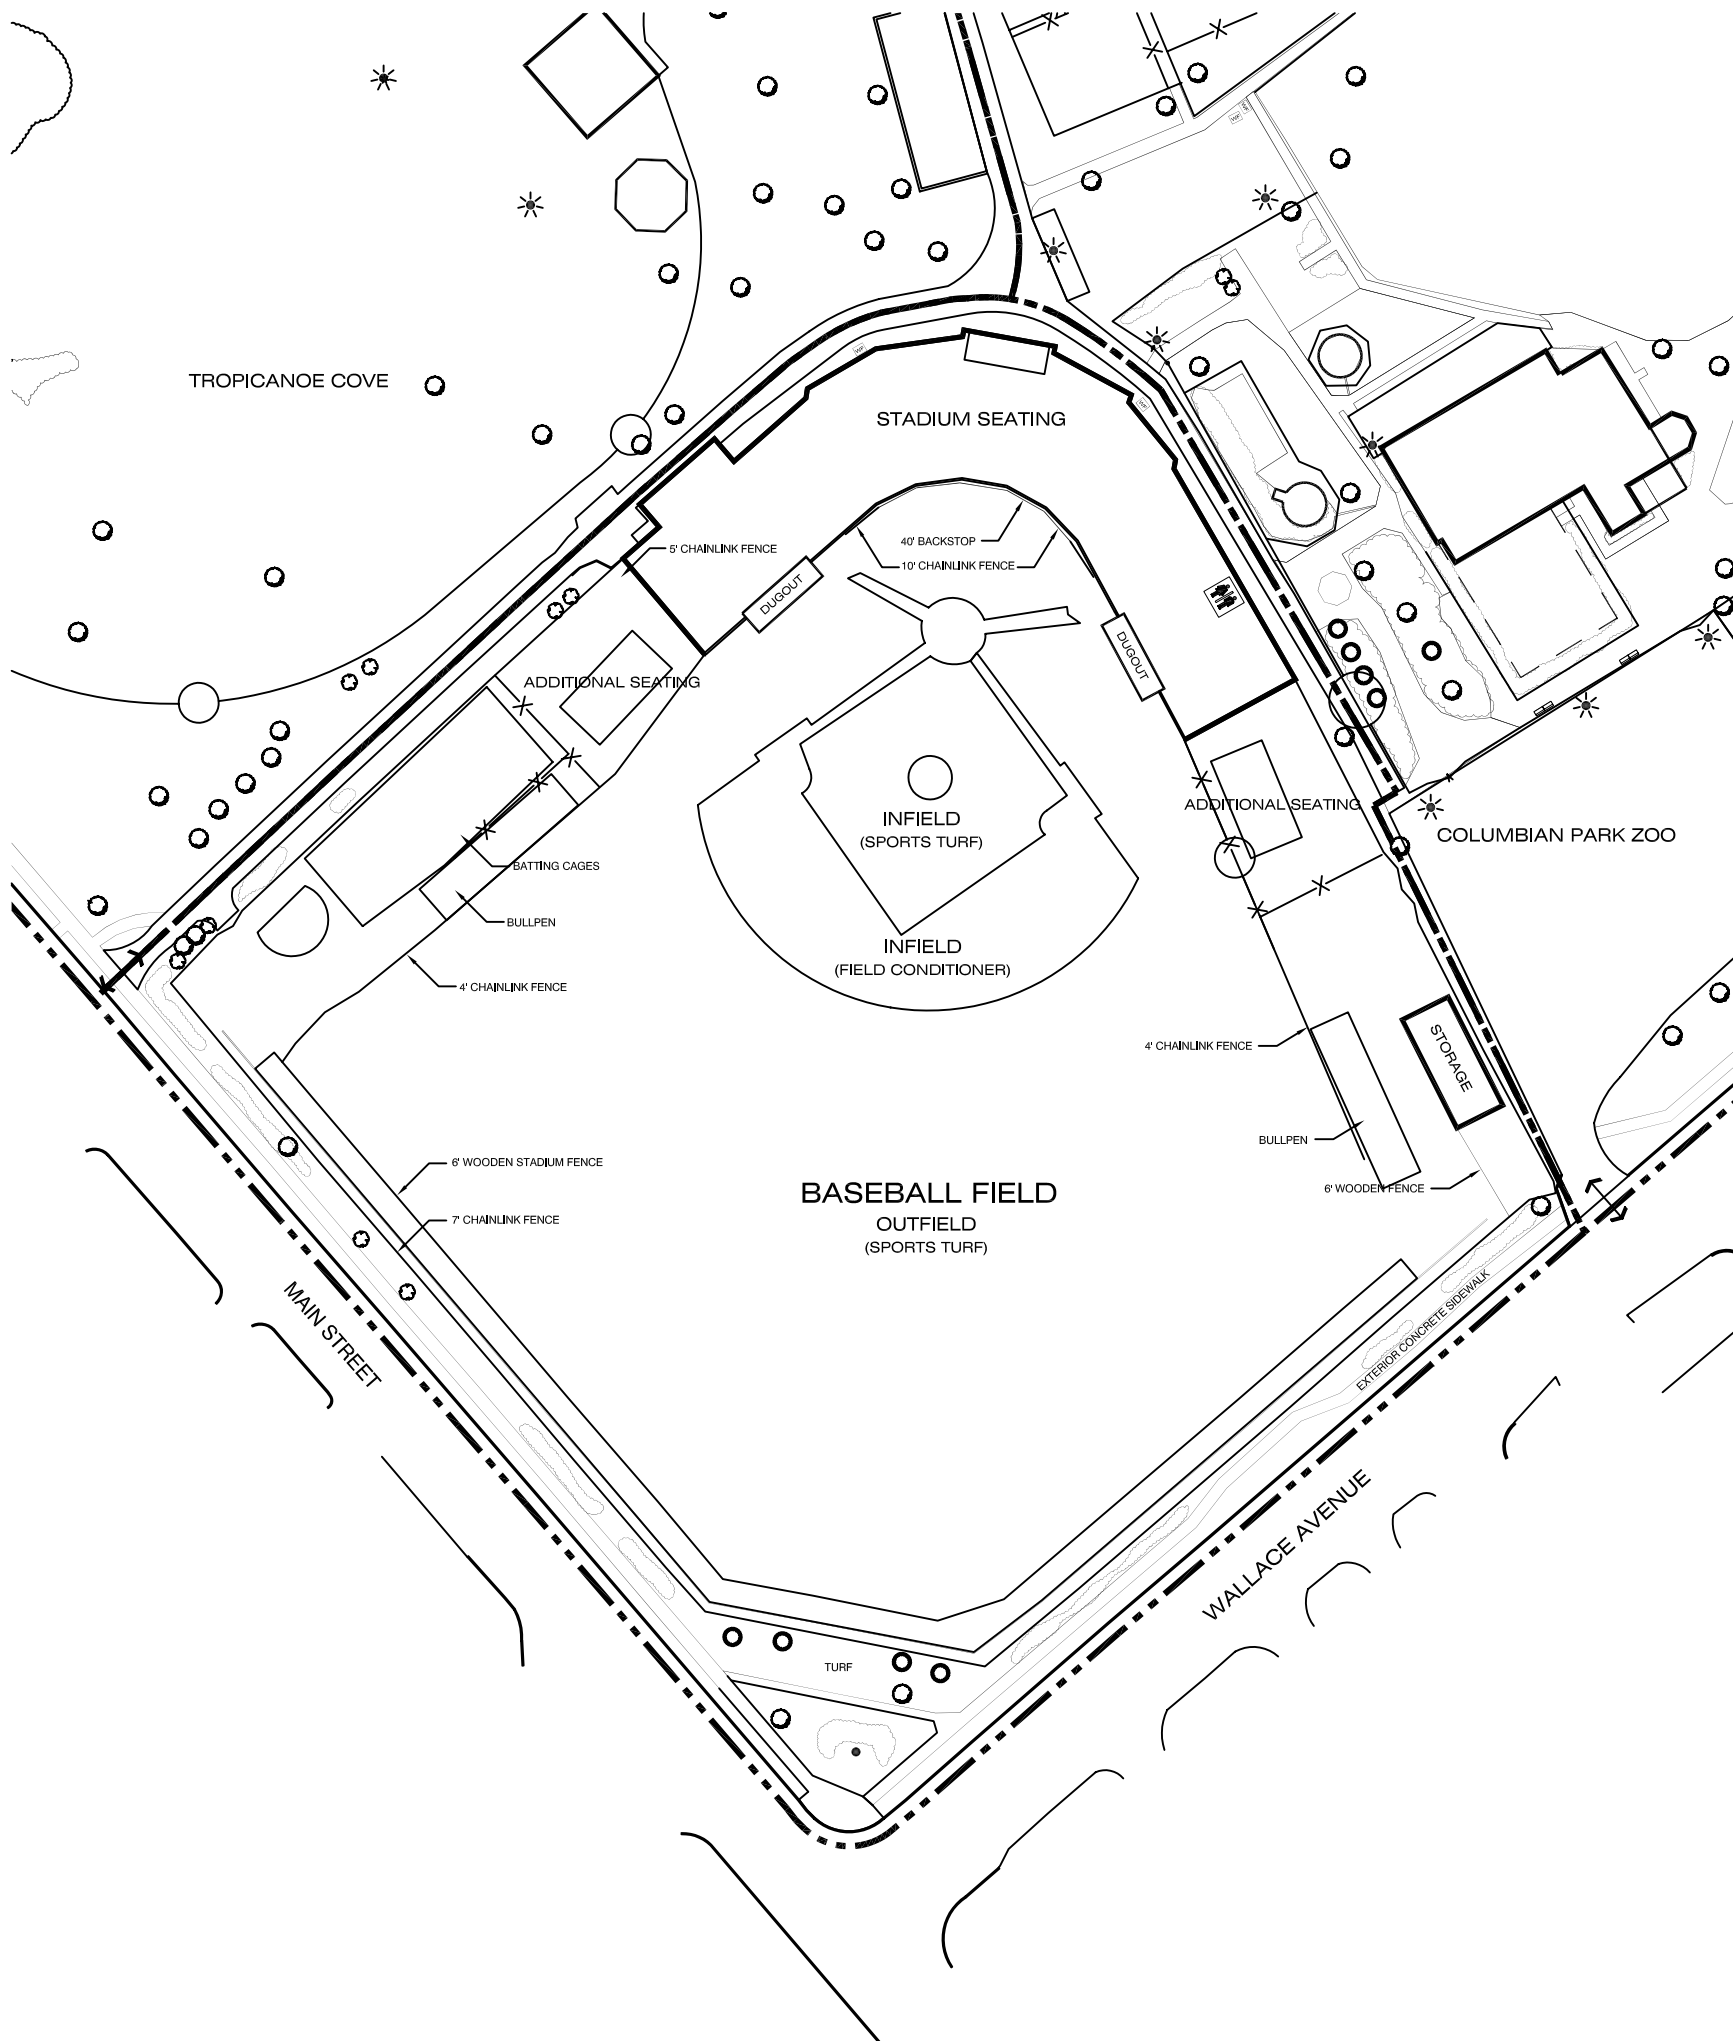 TROPICANOE COVE
STADIUM SEATING
40' BACKSTOP
5' CHAINLINK FENCE
10' CHAINLINK FENCE
DUGOUT
DUGOUT
ADDITIONAL SEATING
ADDITIONAL SEATING
INFIELD
(SPORTS TURF)
COLUMBIAN PARK ZOO
BATTING CAGES
BULLPEN
INFIELD
(FIELD CONDITIONER)
4' CHAINLINK FENCE
4' CHAINLINK FENCE
STORAGE
BULLPEN
6' WOODEN STADIUM FENCE
6' WOODEN FENCE
BASEBALL FIELD
7' CHAINLINK FENCE
OUTFIELD
(SPORTS TURF)
MAIN STREET
EXTERIOR CONCRETE SIDEWALK
WALLACE AVENUE
TURF